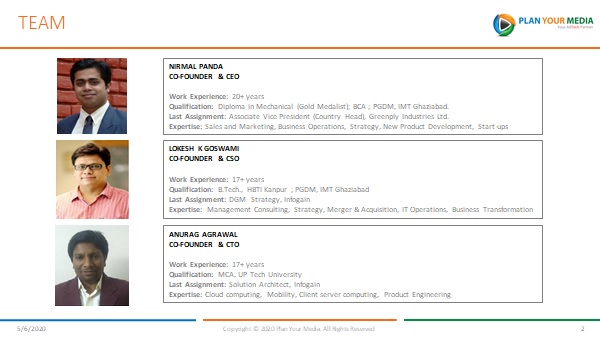 TEAM
PLAN YOUR MEDIA
Your AdTech Partner
NIRMAL PANDA
CO-FOUNDER & CEO
Work Experience: 20+ years
Qualification: Diploma in Mechanical (Gold Medalist); BCA ; PGDM, IMT Ghaziabad.
Last Assignment: Associate Vice President (Country Head), Greenply Industries Ltd.
Expertise: Sales and Marketing, Business Operations, Strategy, New Product Development, Start ups
LOKESH K GOSWAMI
CO-FOUNDER & CSO
Work Experience: 17+ years
Qualification: B.Tech., HBTI Kanpur ; PGDM, IMT Ghaziabad
Last Assignment: DGM Strategy, Infogain
Expertise: Management Consulting, Strategy, Merger & Acquisition, IT Operations, Business Transformation
ANURAG AGRAWAL
CO-FOUNDER & CTO
Work Experience: 17+ years
Qualification: MCA, UP Tech University
Last Assignment: Solution Architect, Infogain
Expertise: Cloud computing, Mobility, Client server computing, Product Engineering
5/6/2020
Copyright © 2020 Plan Your Media. All Rights Reserved
2